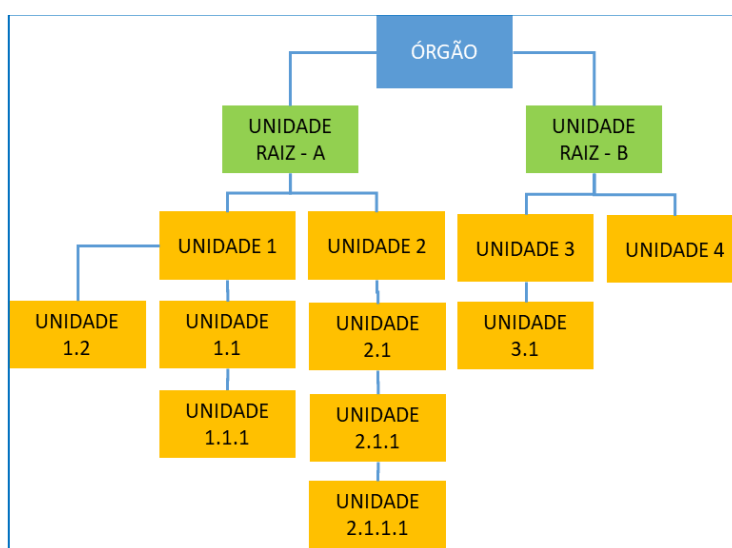 ÓRGÃO
UNIDADE
RAIZ - A
UNIDADE
RAIZ - B
UNIDADE 1
UNIDADE 2
UNIDADE 3
UNIDADE 4
UNIDADE
1.2
UNIDADE
1.1
UNIDADE
2.1
UNIDADE
3.1
UNIDADE
1.1.1
UNIDADE
2.1.1
UNIDADE
2.1.1.1